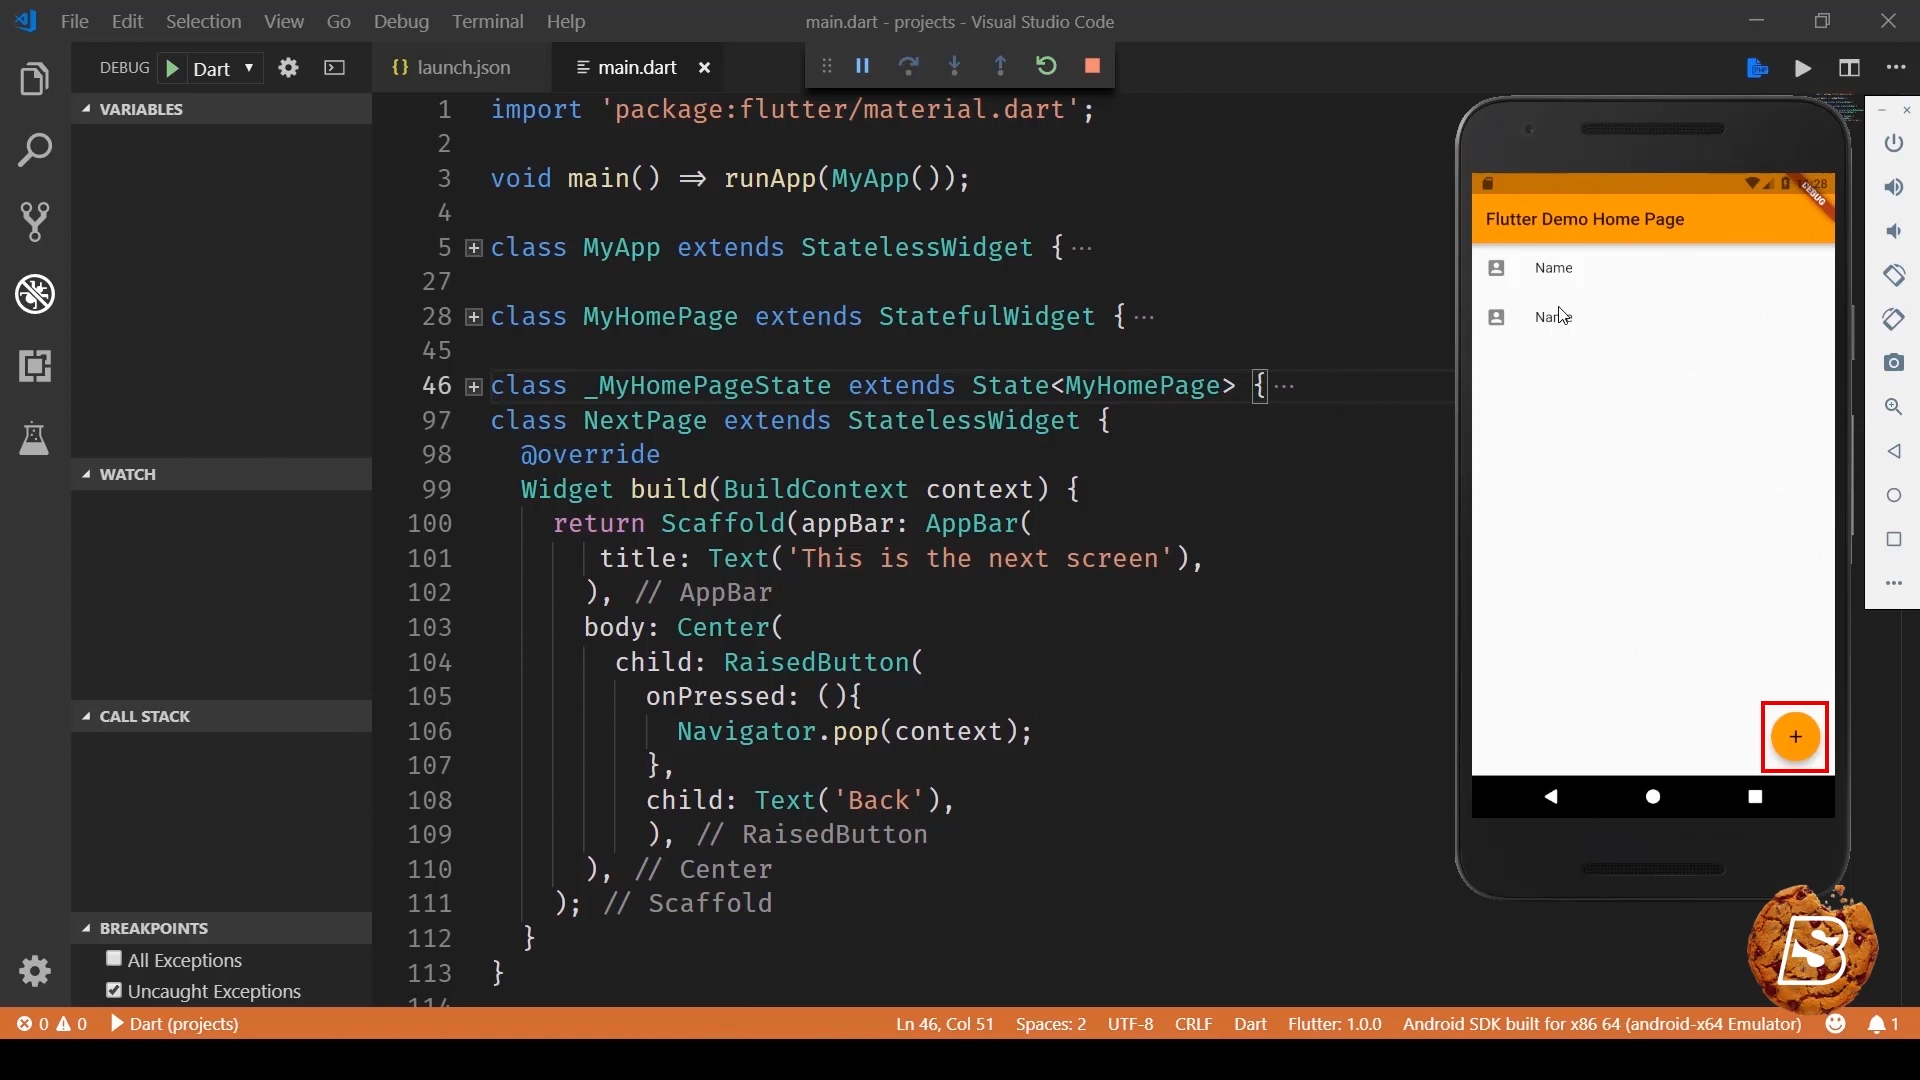 File Edit Selection View Go Debug Terminal Help
main.dart - projects - Visual Studio Code
DEBUG Dart
launch.json
main.dart
VARIABLES
WATCH
CALL STACK
BREAKPOINTS
All Exceptions
Uncaught Exceptions
1 import 'package:flutter/material.dart';
2
3 void main() => runApp(MyApp());
4
5 class MyApp extends StatelessWidget {...
27
28 class MyHomePage extends StatefulWidget {...
45
46 class _MyHomePageState extends State<MyHomePage> {...
97 class NextPage extends StatelessWidget {
98 @override
99 Widget build(BuildContext context) {
100 return Scaffold(appBar: AppBar(
101 title: Text('This is the next screen'),
102 ), // AppBar
103 body: Center(
104 child: RaisedButton(
105 onPressed: (){
106 Navigator.pop(context);
107 },
108 child: Text('Back'),
109 ), // RaisedButton
110 ), // Center
111 ); // Scaffold
112 }
113 }
114
DEBUG
Flutter Demo Home Page
Name
Name
B
0 0 Dart (projects)
Ln 46, Col 51 Spaces: 2 UTF-8 CRLF Dart Flutter: 1.0.0 Android SDK built for x86 64 (android-x64 Emulator) 1